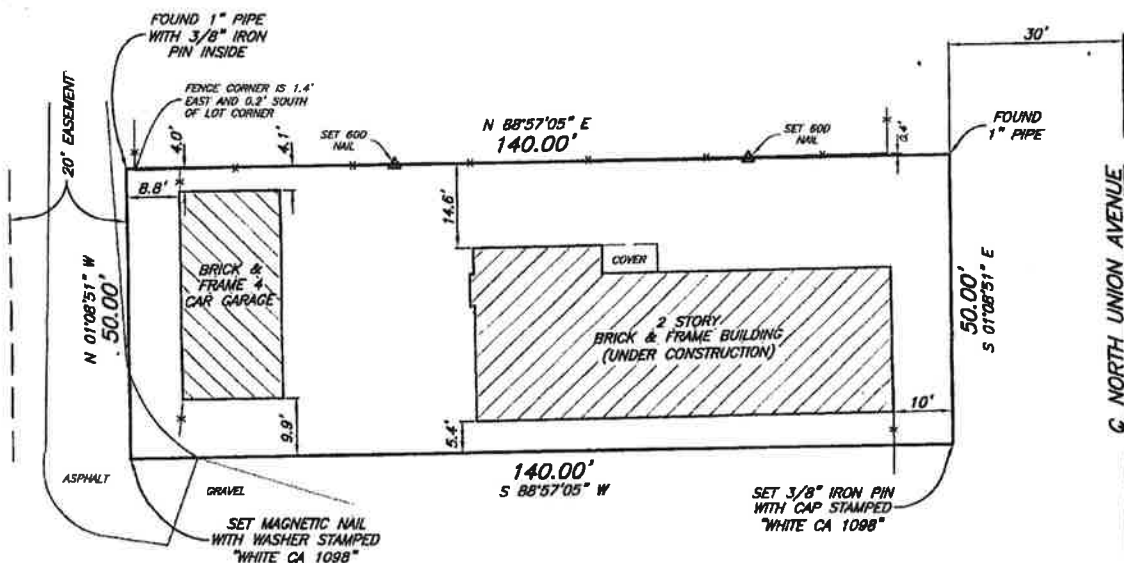 FOUND 1" PIPE
WITH 3/8" IRON
PIN INSIDE
30'
FENCE CORNER IS 1.4'
EAST AND 0.2' SOUTH
OF LOT CORNER
20' EASEMENT
4.0'
4.1'
SET 60D
NAIL
N 88°57'05" E
140.00'
SET 60D
NAIL
0.4'
FOUND
1" PIPE
8.8'
14.6'
COVER
BRICK &
FRAME 4
CAR GARAGE
2 STORY
BRICK & FRAME BUILDING
(UNDER CONSTRUCTION)
N 01°08'51" W
50.00'
50.00'
S 01°08'51" E
NORTH UNION AVENUE
9.9'
5.4'
10'
140.00'
S 88°57'05" W
ASPHALT
GRAVEL
SET MAGNETIC NAIL
WITH WASHER STAMPED
"WHITE CA 1098"
SET 3/8" IRON PIN
WITH CAP STAMPED
"WHITE CA 1098"